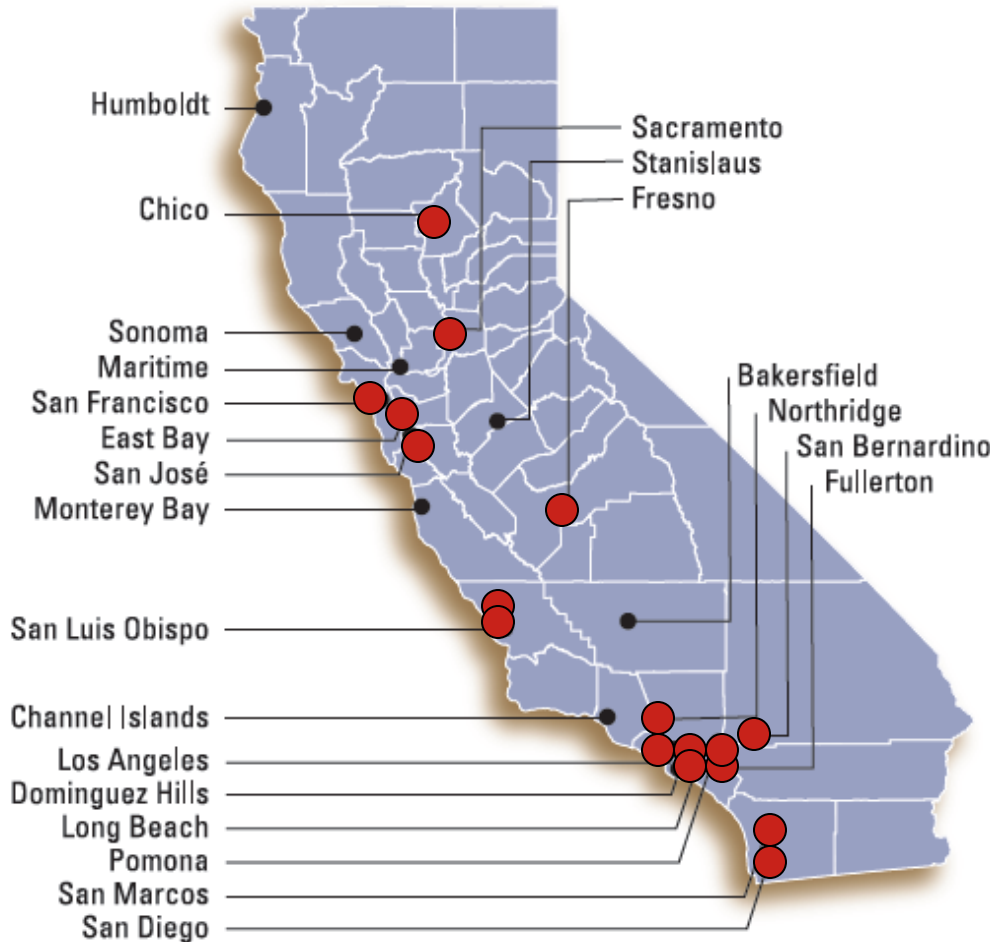 Humboldt
Chico
Sonoma
Maritime
San Francisco
East Bay
San José
Monterey Bay
San Luis Obispo
Channel Islands
Los Angeles
Dominguez Hills
Long Beach
Pomona
San Marcos
San Diego
Sacramento
Stanislaus
Fresno
Bakersfield
Northridge
San Bernardino
Fullerton